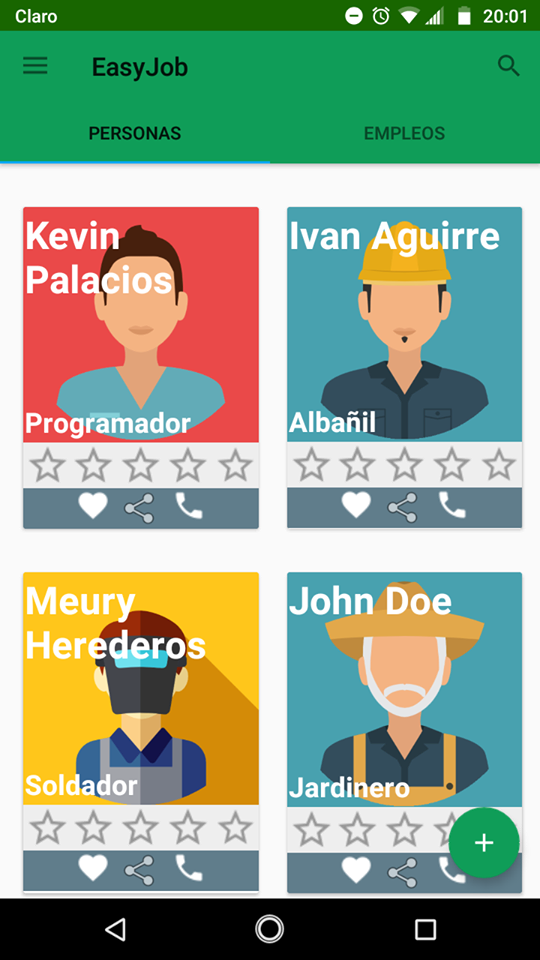 Claro 20:01
EasyJob
PERSONAS EMPLEOS
Kevin
Palacios
Programador
Ivan Aguirre
Albañil
Meury
Herederos
Soldador
John Doe
Jardinero